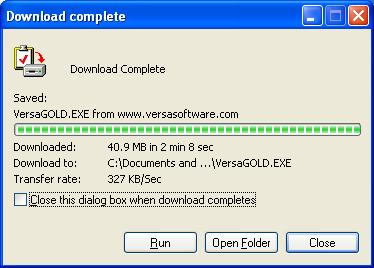 Download complete
Download Complete
Saved:
VersaGOLD.EXE from www.versasoftware.com
Downloaded: 40.9 MB in 2 min 8 sec
Download to: C:\Documents and ...\VersaGOLD.EXE
Transfer rate: 327 KB/Sec
Close this dialog box when download completes
Run Open Folder Close